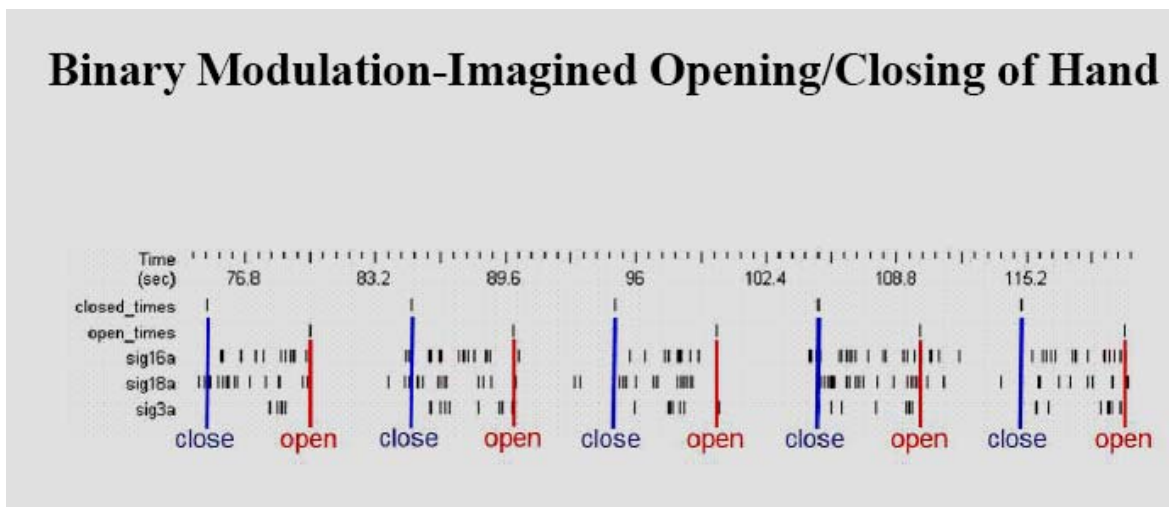 Binary Modulation-Imagined Opening/Closing of Hand
Time
(sec) 76.8 83.2 89.6 96 102.4 108.8 115.2
closed_times
open_times
sig16a
sig18a
sig3a
close open close open close open close open close open